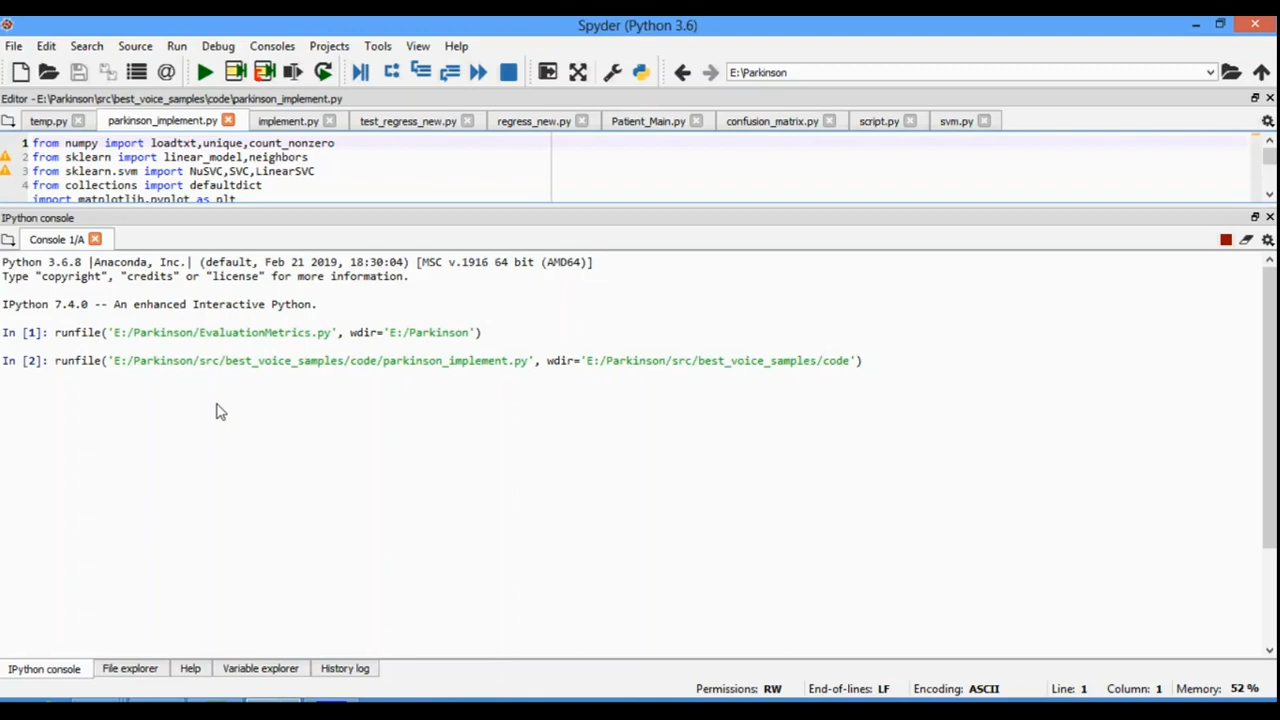 Spyder (Python 3.6)
File Edit Search Source Run Debug Consoles Projects Tools View Help
E:\Parkinson
Editor - E:\Parkinson\src\best_voice_samples\code\parkinson_implement.py
temp.py parkinson_implement.py implement.py test_regress_new.py regress_new.py Patient_Main.py confusion_matrix.py script.py svm.py
1 from numpy import loadtxt,unique,count_nonzero
2 from sklearn import linear_model,neighbors
3 from sklearn.svm import NuSVC,SVC,LinearSVC
4 from collections import defaultdict
import matplotlib.pyplot as plt
IPython console
Console 1/A
Python 3.6.8 |Anaconda, Inc.| (default, Feb 21 2019, 18:30:04) [MSC v.1916 64 bit (AMD64)]
Type "copyright", "credits" or "license" for more information.
IPython 7.4.0 -- An enhanced Interactive Python.
In [1]: runfile('E:/Parkinson/EvaluationMetrics.py', wdir='E:/Parkinson')
In [2]: runfile('E:/Parkinson/src/best_voice_samples/code/parkinson_implement.py', wdir='E:/Parkinson/src/best_voice_samples/code')
IPython console File explorer Help Variable explorer History log
Permissions: RW End-of-lines: LF Encoding: ASCII Line: 1 Column: 1 Memory: 52 %